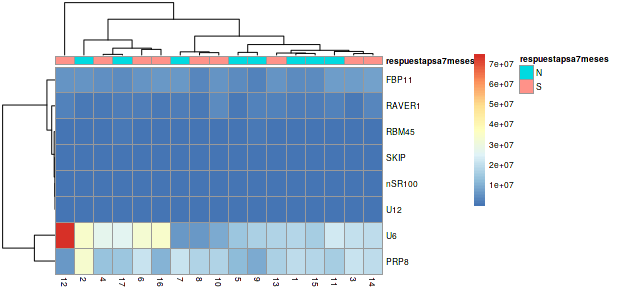 respuestapsa7meses
FBP11
RAVER1
RBM45
SKIP
nSR100
U12
U6
PRP8
12 2 4 17 6 16 7 8 10 5 9 13 1 15 11 3 14
7e+07
6e+07
5e+07
4e+07
3e+07
2e+07
1e+07
respuestapsa7meses
N
S